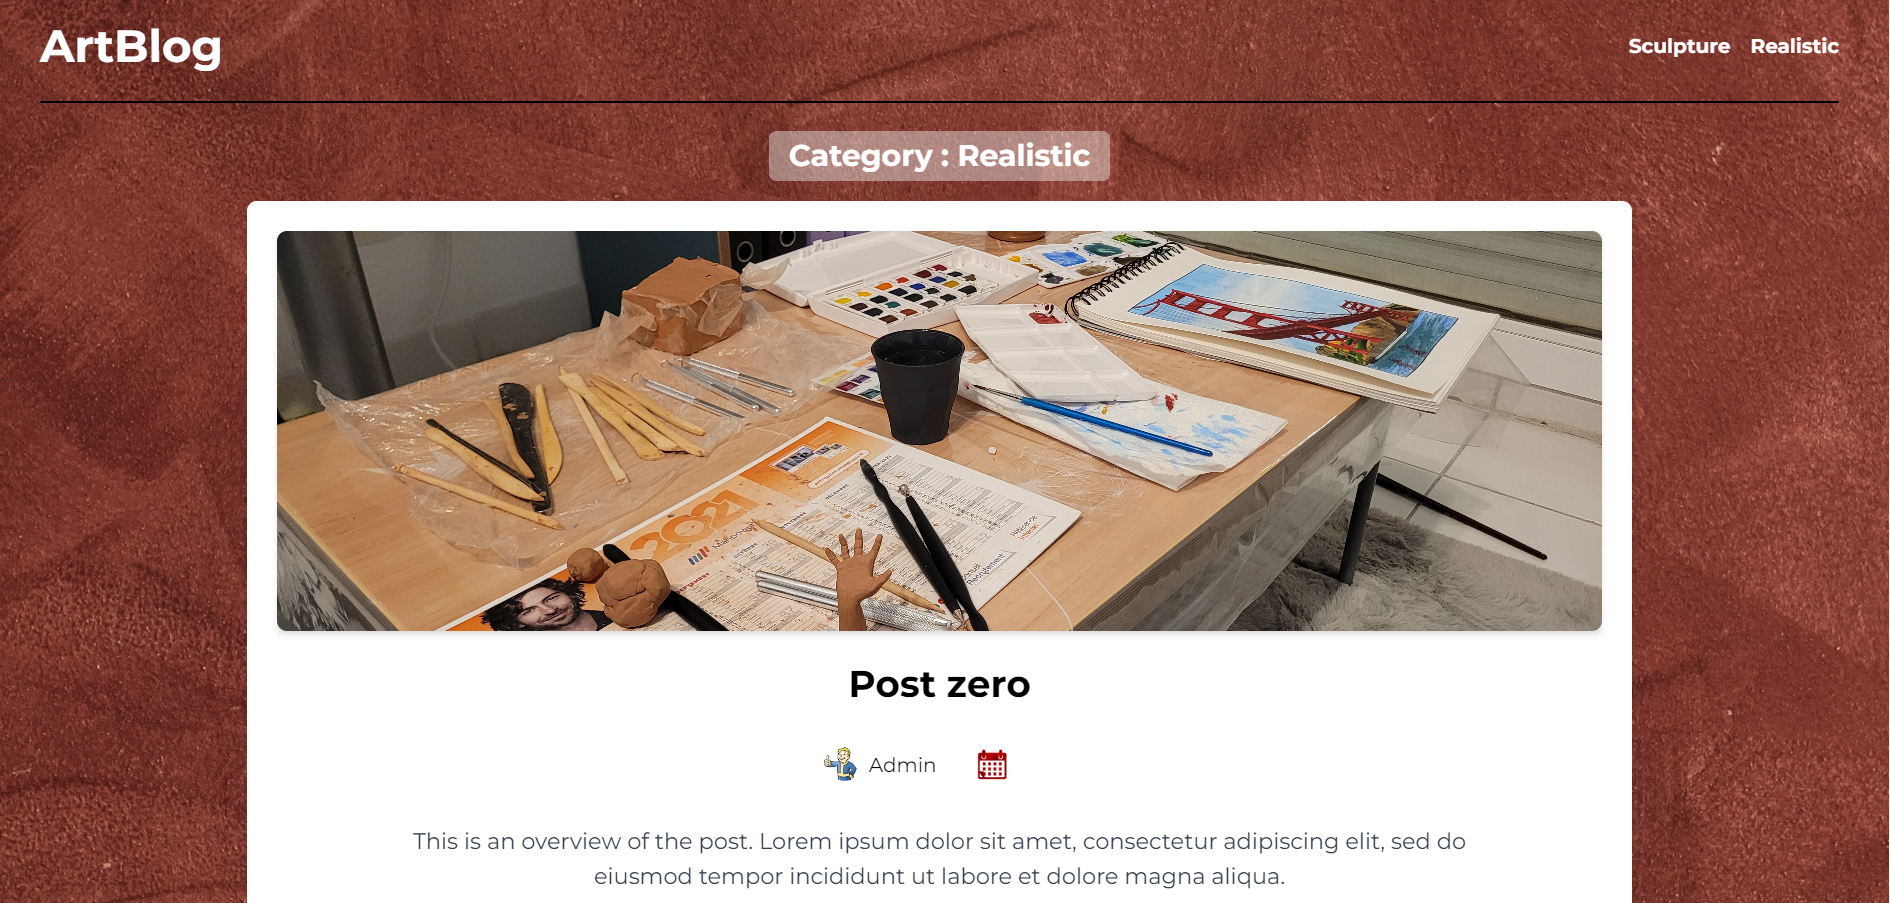 ArtBlog
Sculpture Realistic
Category : Realistic
2021
Post zero
Admin
This is an overview of the post. Lorem ipsum dolor sit amet, consectetur adipiscing elit, sed do
eiusmod tempor incididunt ut labore et dolore magna aliqua.